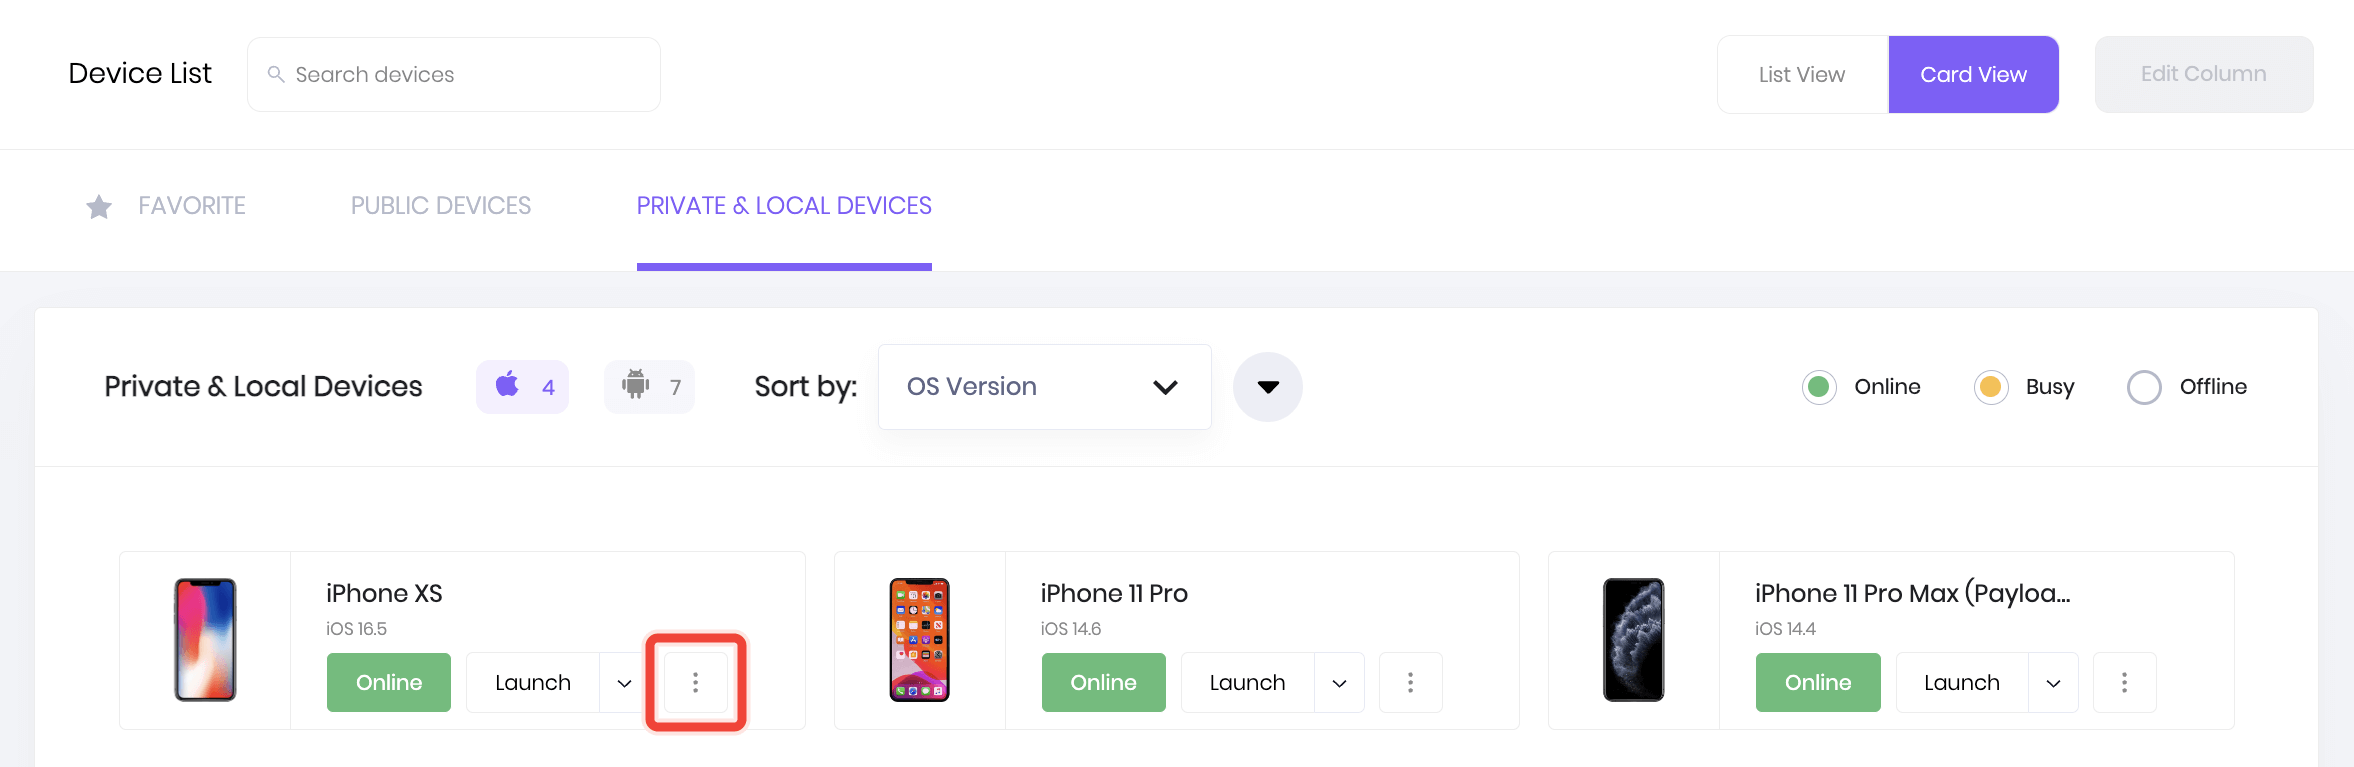 Device List
Search devices
List View
Card View
Edit Column
FAVORITE
PUBLIC DEVICES
PRIVATE & LOCAL DEVICES
Private & Local Devices
4
7
Sort by:
OS Version
Online
Busy
Offline
iPhone XS
iOS 16.5
Online
Launch
iPhone 11 Pro
iOS 14.6
Online
Launch
iPhone 11 Pro Max (Payloa...
iOS 14.4
Online
Launch